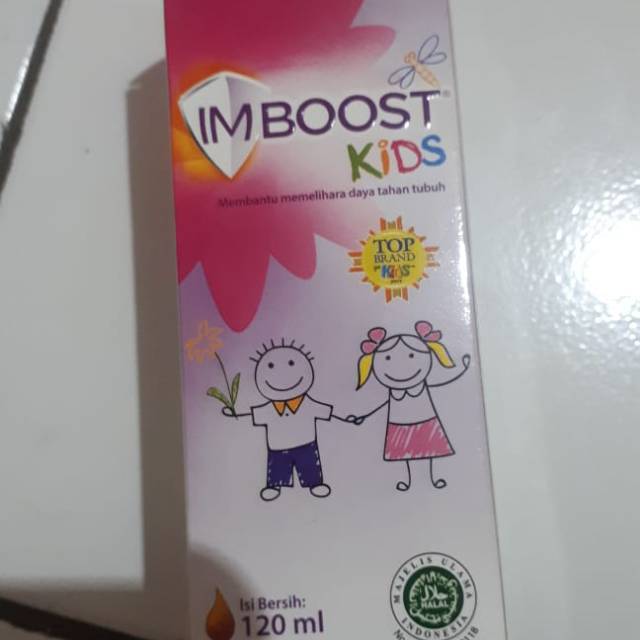 IMBOOST®
KiDS
Membantu memelihara daya tahan tubuh
TOP
BRAND
KiDS
MAJELIS ULAMA
HALAL
INDONESIA
Isi Bersih:
120 ml